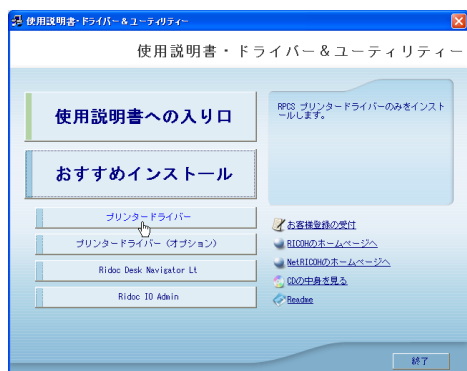 使用説明書・ドライバー＆ユーティリティー
使用説明書・ドライバー＆ユーティリティー
使用説明書への入り口
RPCS プリンタードライバーのみをインスト
ールします。
おすすめインストール
プリンタードライバー
プリンタードライバー（オプション）
Ridoc Desk Navigator Lt
Ridoc IO Admin
お客様登録の受付
RICOHのホームページへ
NetRICOHのホームページへ
CDの中身を見る
Readme
終了